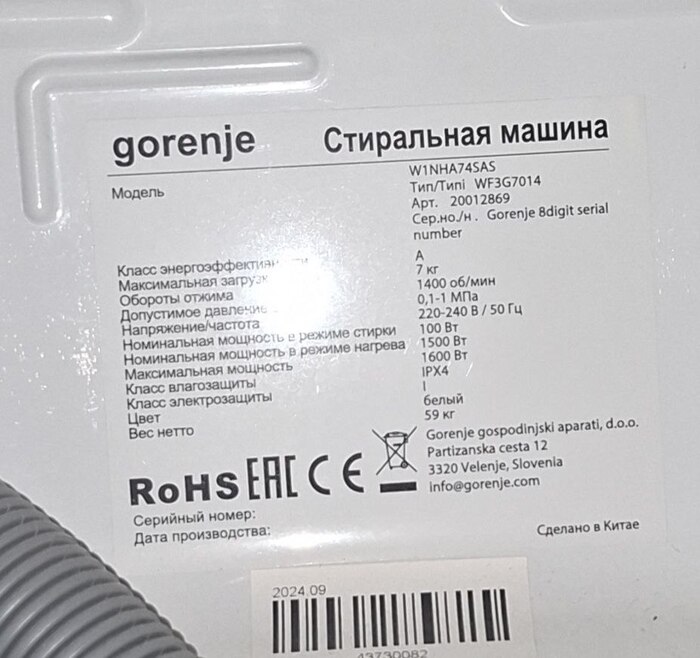 gorenje Стиральная машина
Модель W1NHA74SAS
Тип/Типі WF3G7014
Арт. 20012869
Сер.но./н. Gorenje 8digit serial
number
Класс A
Максимальная 7 кг
Обороты отжима 1400 об/мин
Допустимое давление 0,1-1 МПа
Напряжение/частота 220-240 В / 50 Гц
Номинальная мощность в режиме стирки 100 Вт
Номинальная мощность в режиме нагрева 1500 Вт
Максимальная мощность 1600 Вт
Класс влагозащиты IPX4
Класс электрозащиты I
Цвет белый
Вес нетто 59 кг
Gorenje gospodinjski aparati, d.o.o.
Partizanska cesta 12
3320 Velenje, Slovenia
info@gorenje.com
RoHS EAC CE
Серийный номер:
Дата производства:
Сделано в Китае
2024.09
43730082